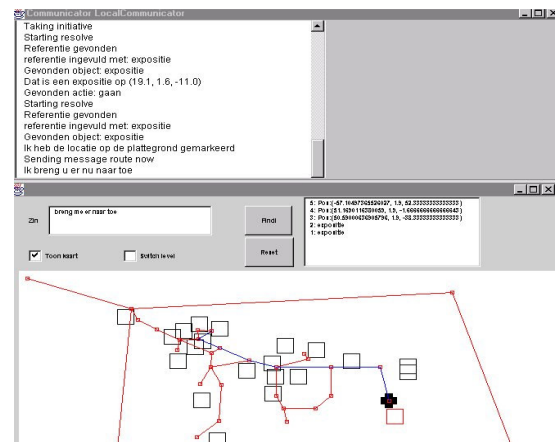 Communicator LocalCommunicator
Taking initiative
Starting resolve
Referentie gevonden
referentie ingevuld met: expositie
Gevonden object: expositie
Dat is een expositie op (19.1, 1.6, -11.0)
Gevonden actie: gaan
Starting resolve
Referentie gevonden
referentie ingevuld met: expositie
Gevonden object: expositie
Ik heb de locatie op de plattegrond gemarkeerd
Sending message route now
Ik breng u er nu naar toe
Zin
breng me er naar toe
Find
Reset
Toon kaart
Switch level
2: expositie
1: expositie